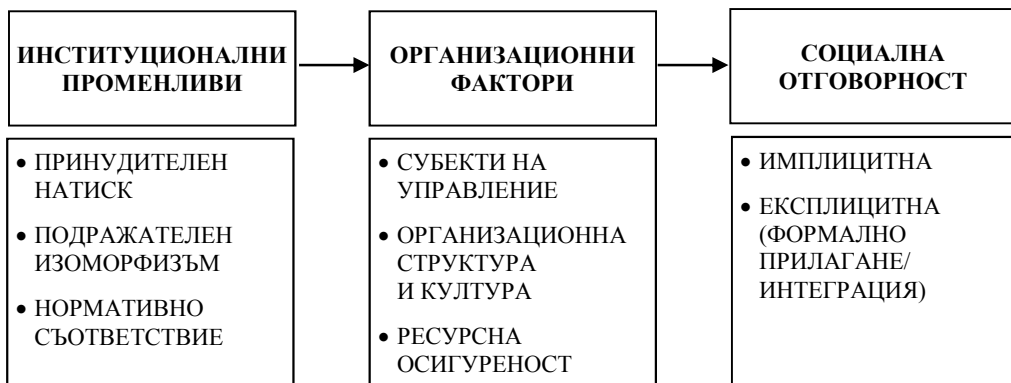 ИНСТИТУЦИОНАЛНИ
ПРОМЕНЛИВИ
ОРГАНИЗАЦИОННИ
ФАКТОРИ
СОЦИАЛНА
ОТГОВОРНОСТ
• ПРИНУДИТЕЛЕН
НАТИСК
• ПОДРАЖАТЕЛЕН
ИЗОМОРФИЗЪМ
• НОРМАТИВНО
СЪОТВЕТСТВИЕ
• СУБЕКТИ НА
УПРАВЛЕНИЕ
• ОРГАНИЗАЦИОННА
СТРУКТУРА
И КУЛТУРА
• РЕСУРСНА
ОСИГУРЕНОСТ
• ИМПЛИЦИТНА
• ЕКСПЛИЦИТНА
(ФОРМАЛНО
ПРИЛАГАНЕ/
ИНТЕГРАЦИЯ)